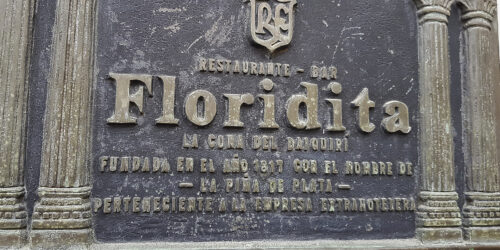 RESTAURANTE - BAR
Floridita
LA CUNA DEL DAIQUIRI
FUNDADA EN EL AÑO 1817 CON EL NOMBRE DE
- LA PIÑA DE PLATA -
PERTENECIENTE A LA EMPRESA EXTRAHOTELERA